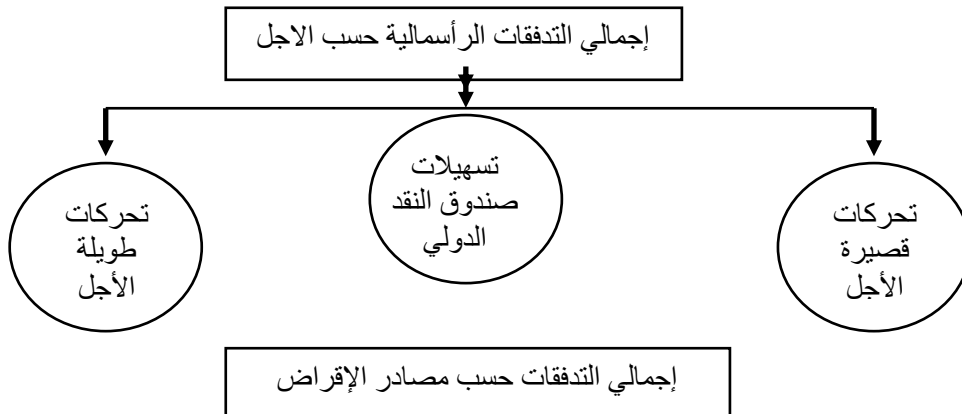 إجمالي التدفقات الرأسمالية حسب الاجل
تحركات
قصيرة
الأجل
تسهيلات
صندوق النقد
الدولي
تحركات
طويلة
الأجل
إجمالي التدفقات حسب مصادر الإقراض